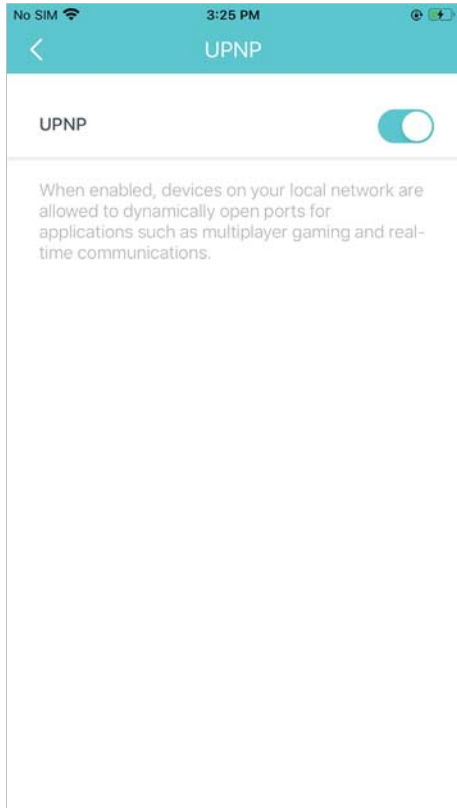 No SIM 3:25 PM
UPNP
UPNP
When enabled, devices on your local network are
allowed to dynamically open ports for
applications such as multiplayer gaming and real-
time communications.